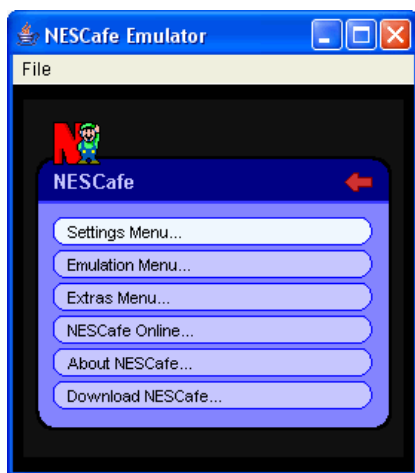 NESCafe Emulator
File
N
NESCafe
Settings Menu...
Emulation Menu...
Extras Menu...
NESCafe Online...
About NESCafe...
Download NESCafe...